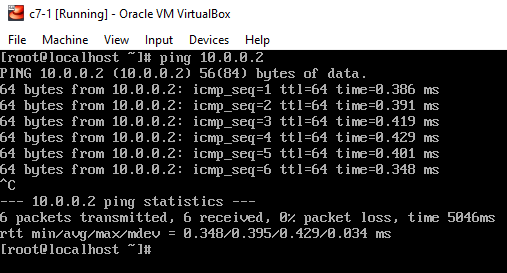 c7-1 [Running] - Oracle VM VirtualBox
File Machine View Input Devices Help
[root@localhost ~]# ping 10.0.0.2
PING 10.0.0.2 (10.0.0.2) 56(84) bytes of data.
64 bytes from 10.0.0.2: icmp_seq=1 ttl=64 time=0.386 ms
64 bytes from 10.0.0.2: icmp_seq=2 ttl=64 time=0.391 ms
64 bytes from 10.0.0.2: icmp_seq=3 ttl=64 time=0.419 ms
64 bytes from 10.0.0.2: icmp_seq=4 ttl=64 time=0.429 ms
64 bytes from 10.0.0.2: icmp_seq=5 ttl=64 time=0.401 ms
64 bytes from 10.0.0.2: icmp_seq=6 ttl=64 time=0.348 ms
^C
--- 10.0.0.2 ping statistics ---
6 packets transmitted, 6 received, 0% packet loss, time 5046ms
rtt min/avg/max/mdev = 0.348/0.395/0.429/0.034 ms
[root@localhost ~]#